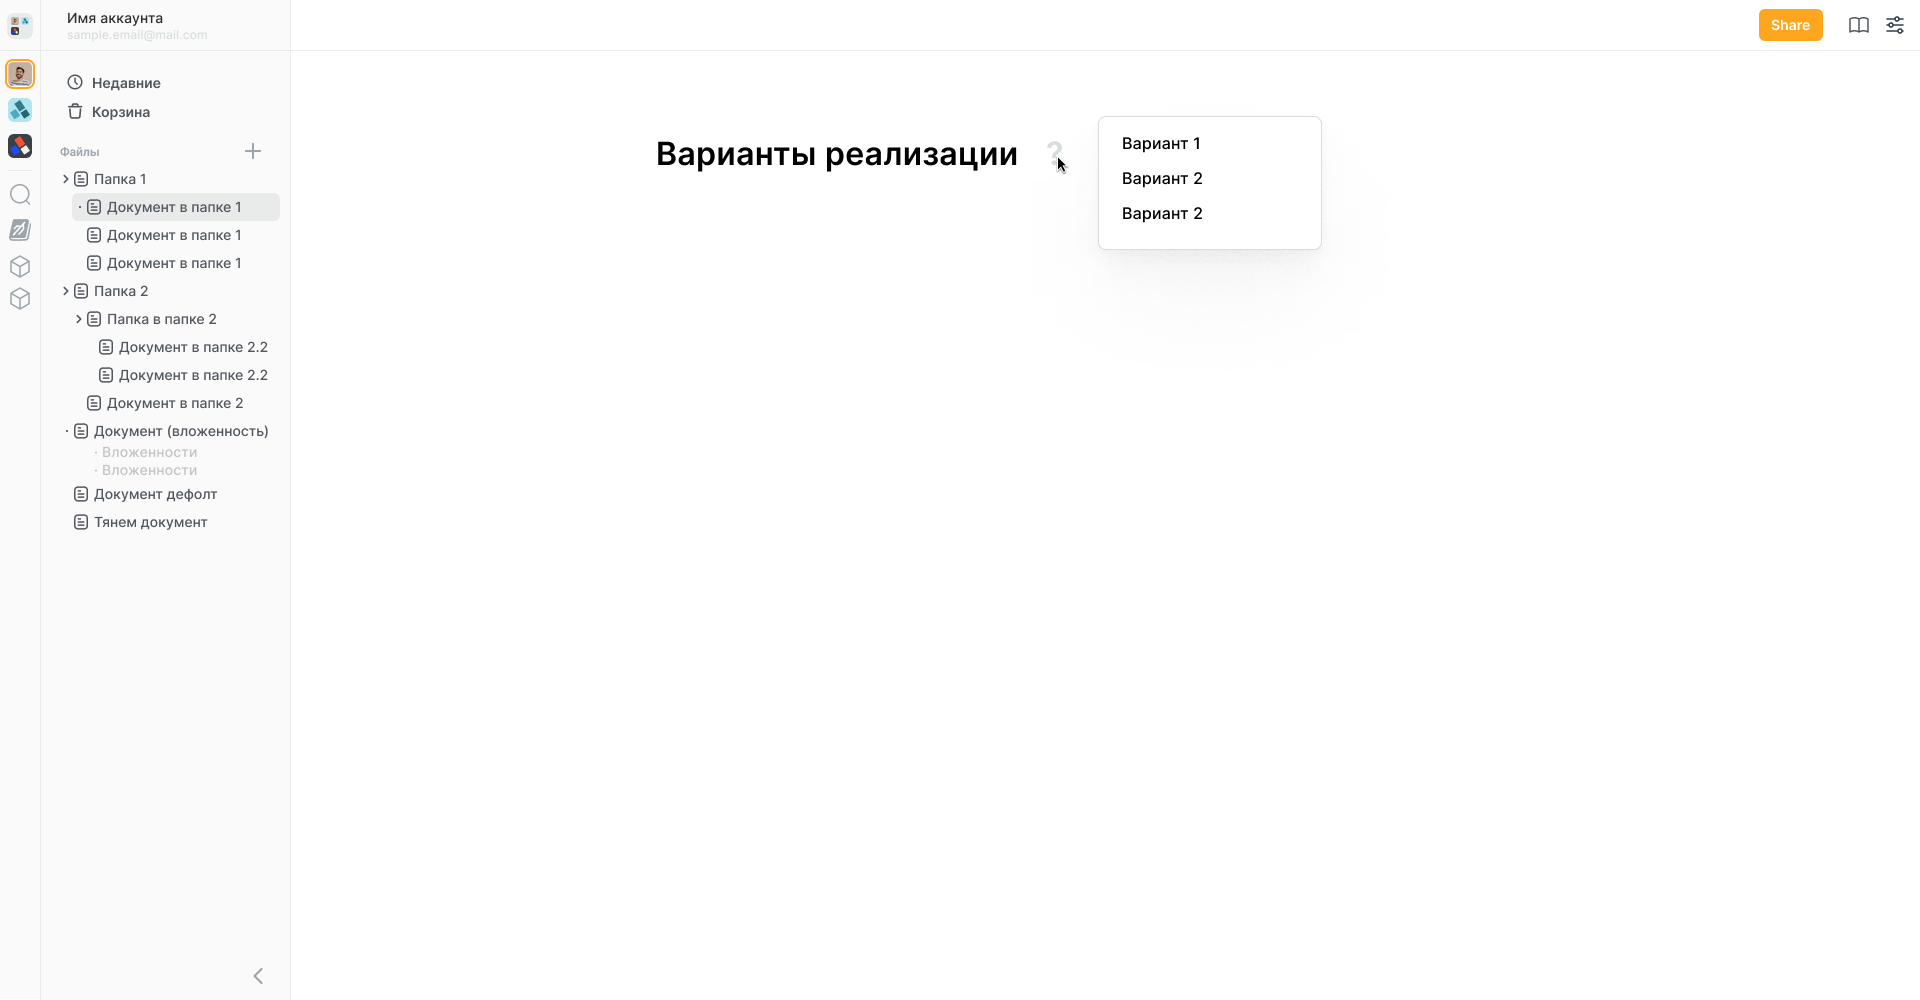 Имя аккаунта
sample.email@mail.com
Share
Недавние
Корзина
Файлы
Папка 1
· Документ в папке 1
Документ в папке 1
Документ в папке 1
Папка 2
Папка в папке 2
Документ в папке 2.2
Документ в папке 2.2
Документ в папке 2
· Документ (вложенность)
· Вложенности
· Вложенности
Документ дефолт
Тянем документ
Варианты реализации ?
Вариант 1
Вариант 2
Вариант 2